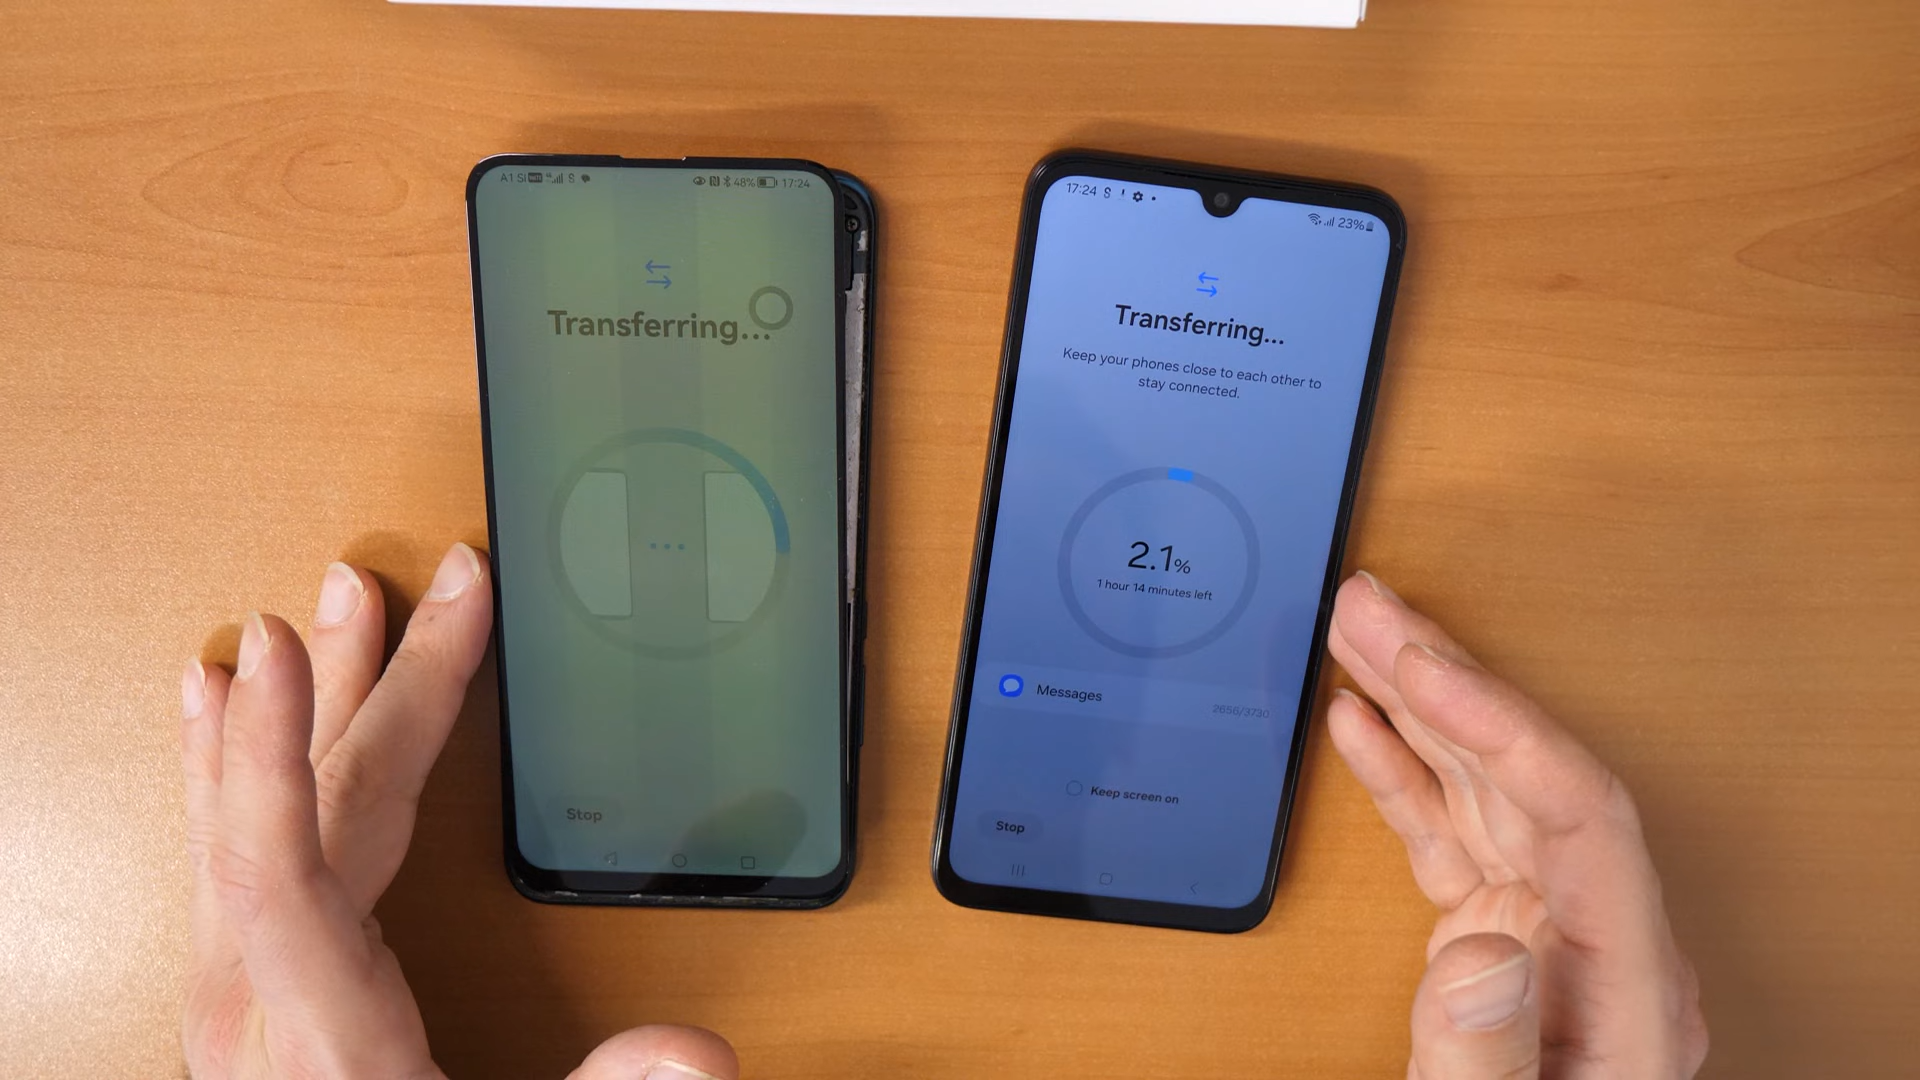 A1 SI
48%
17:24
Transferring...
Stop
17:24
23%
Transferring...
Keep your phones close to each other to
stay connected.
2.1%
1 hour 14 minutes left
Messages
2656/3730
Keep screen on
Stop